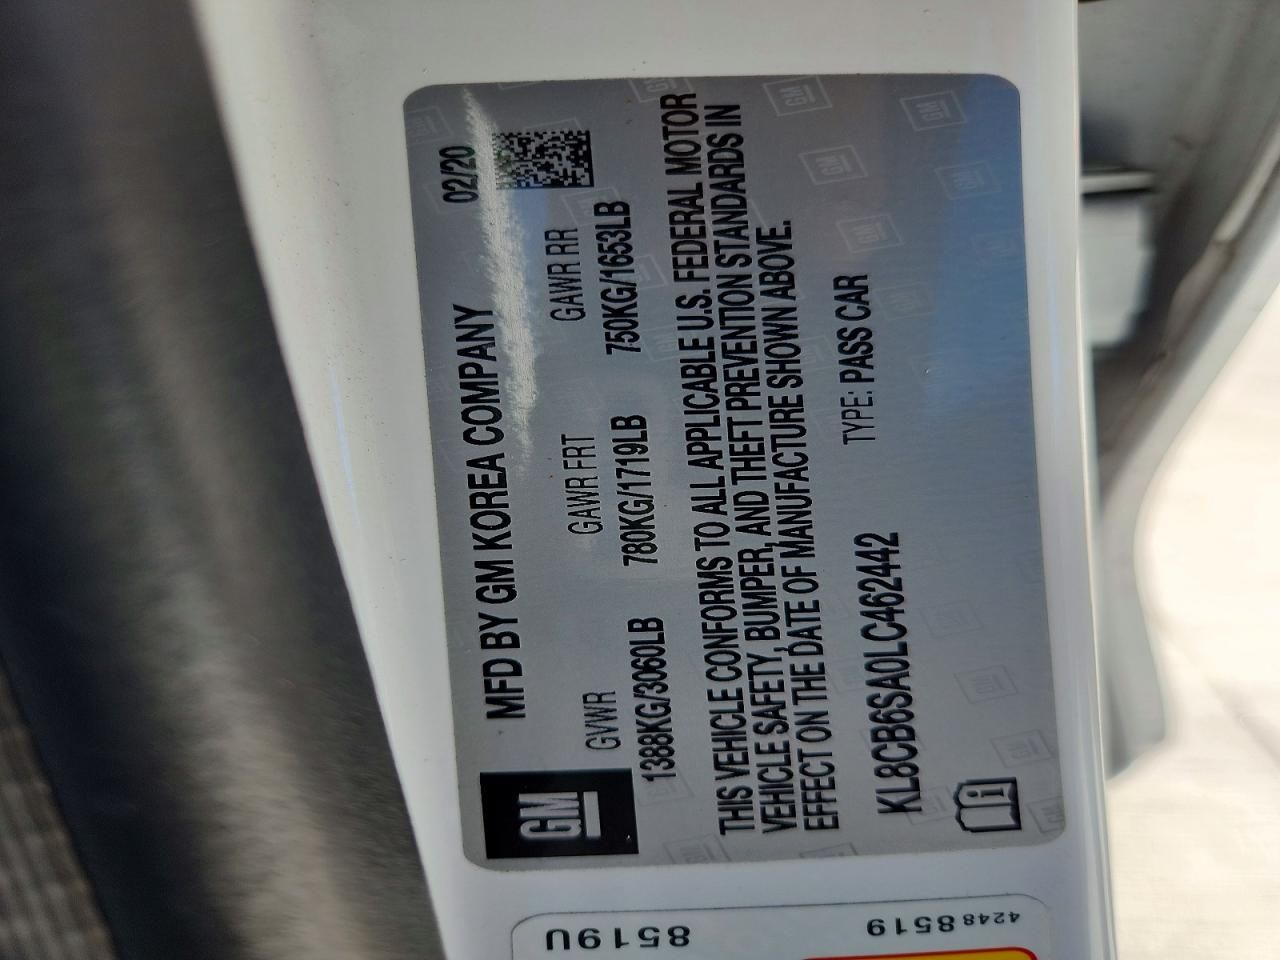 MFD BY GM KOREA COMPANY 02/20
GM
GVWR GAWR FRT GAWR RR
1388KG/3060LB 780KG/1719LB 750KG/1653LB
THIS VEHICLE CONFORMS TO ALL APPLICABLE U.S. FEDERAL MOTOR
VEHICLE SAFETY, BUMPER, AND THEFT PREVENTION STANDARDS IN
EFFECT ON THE DATE OF MANUFACTURE SHOWN ABOVE.
KL8CB6SA0LC462442 TYPE: PASS CAR
8519U
42488519